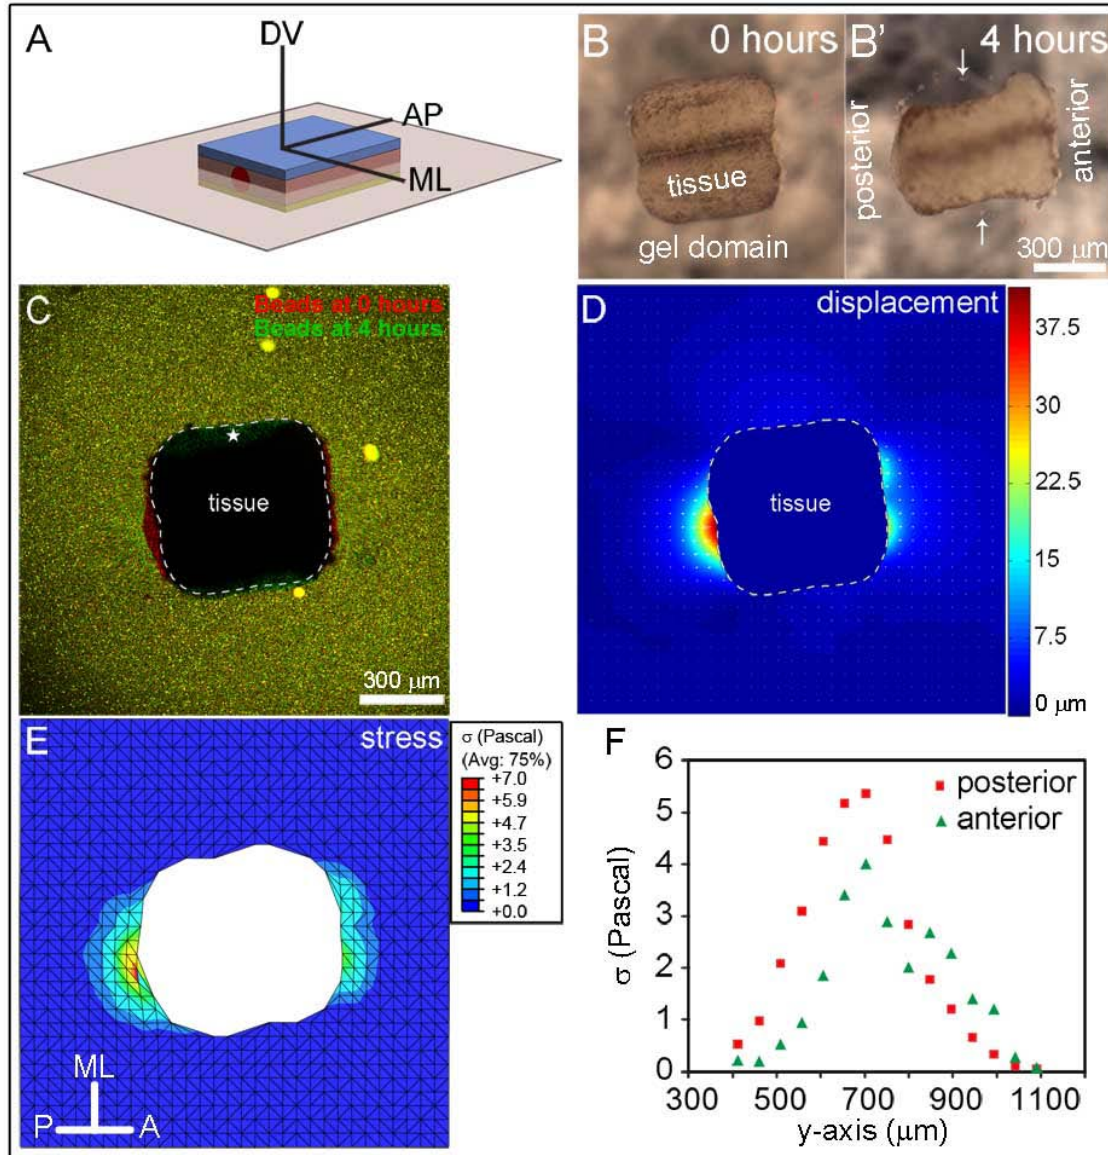 A
DV
AP
ML
B
0 hours
tissue
gel domain
B'
4 hours
posterior
anterior
300 μm
C
Beads at 0 hours
Beads at 4 hours
tissue
300 μm
D
displacement
tissue
37.5
30
22.5
15
7.5
0 μm
E
stress
σ (Pascal)
(Avg: 75%)
+7.0
+5.9
+4.7
+3.5
+2.4
+1.2
+0.0
ML
P
A
F
6
5
4
3
2
1
0
σ (Pascal)
posterior
anterior
300
500
700
900
1100
y-axis (μm)